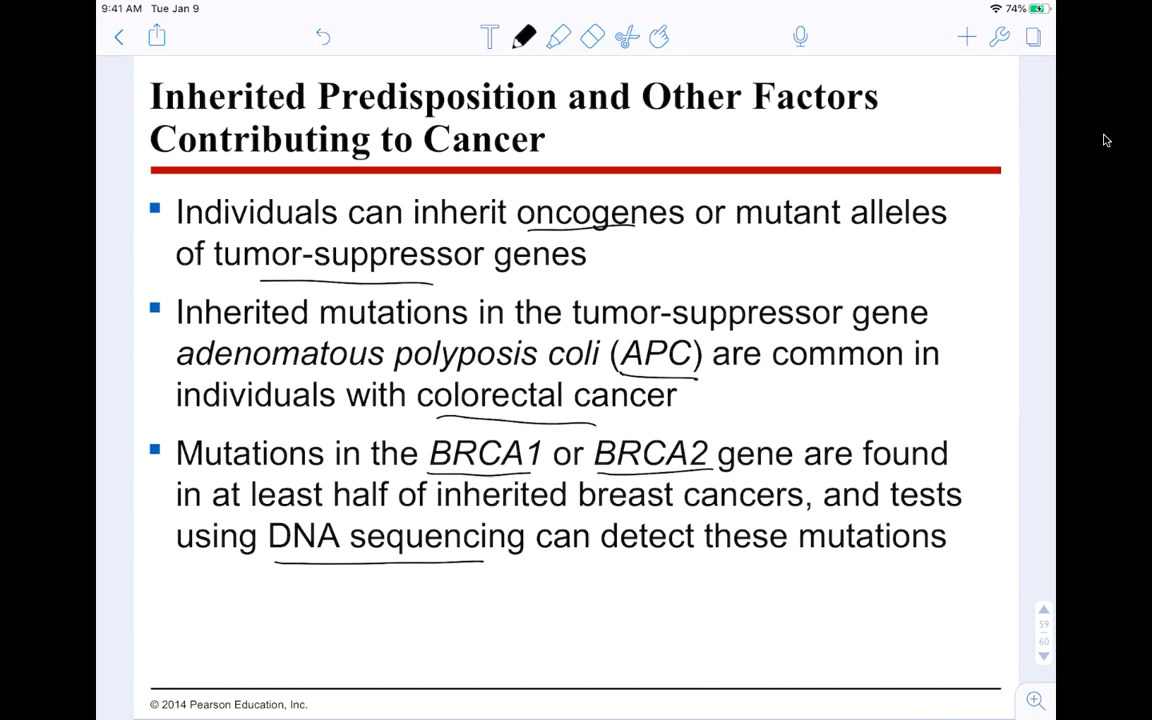 9:41 AM Tue Jan 9
74%
Inherited Predisposition and Other Factors
Contributing to Cancer
Individuals can inherit oncogenes or mutant alleles
of tumor-suppressor genes
Inherited mutations in the tumor-suppressor gene
adenomatous polyposis coli (APC) are common in
individuals with colorectal cancer
Mutations in the BRCA1 or BRCA2 gene are found
in at least half of inherited breast cancers, and tests
using DNA sequencing can detect these mutations
59
60
© 2014 Pearson Education, Inc.